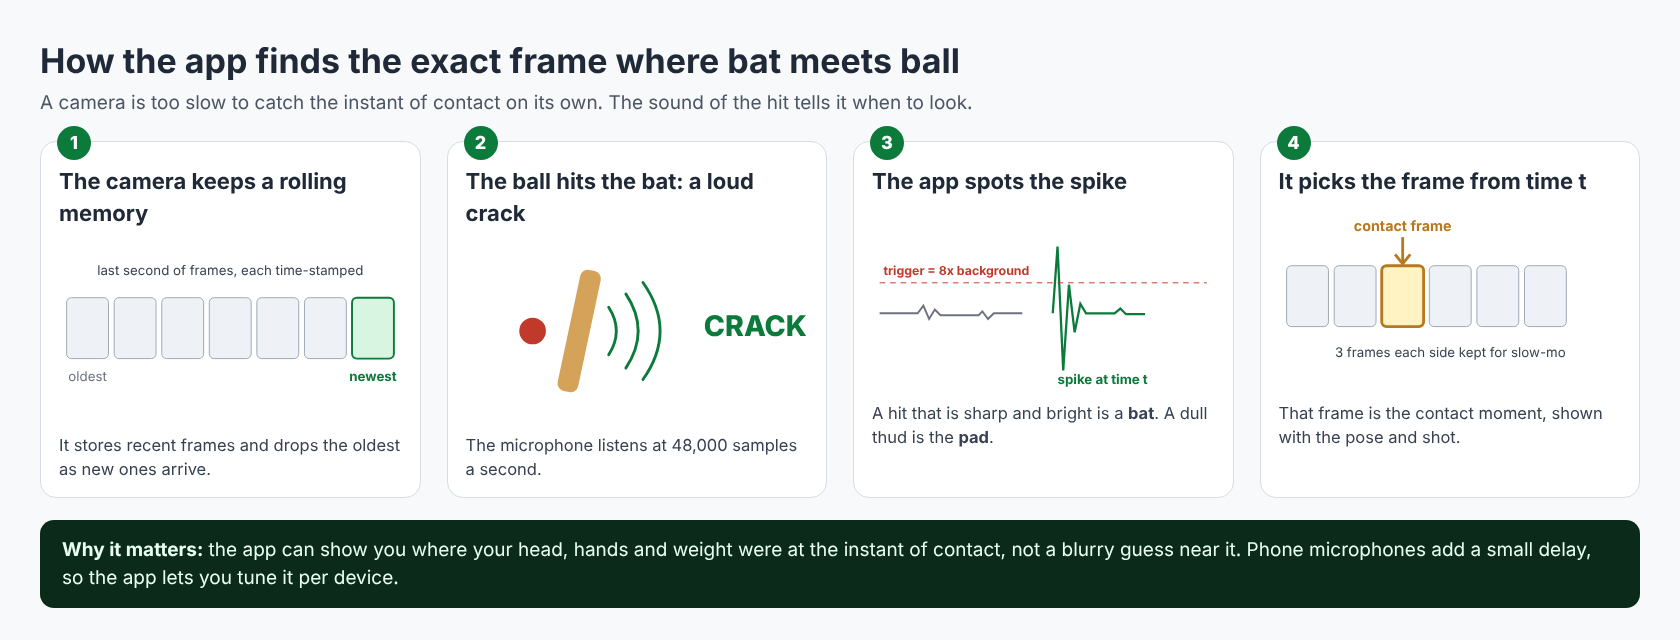 How the app finds the exact frame where bat meets ball
A camera is too slow to catch the instant of contact on its own. The sound of the hit tells it when to look.
1
The camera keeps a rolling
memory
last second of frames, each time-stamped
oldest
newest
It stores recent frames and drops the oldest
as new ones arrive.
2
The ball hits the bat: a loud
crack
CRACK
The microphone listens at 48,000 samples
a second.
3
The app spots the spike
trigger = 8x background
spike at time t
A hit that is sharp and bright is a bat. A dull
thud is the pad.
4
It picks the frame from time t
contact frame
3 frames each side kept for slow-mo
That frame is the contact moment, shown
with the pose and shot.
Why it matters: the app can show you where your head, hands and weight were at the instant of contact, not a blurry guess near it. Phone microphones add a small delay,
so the app lets you tune it per device.